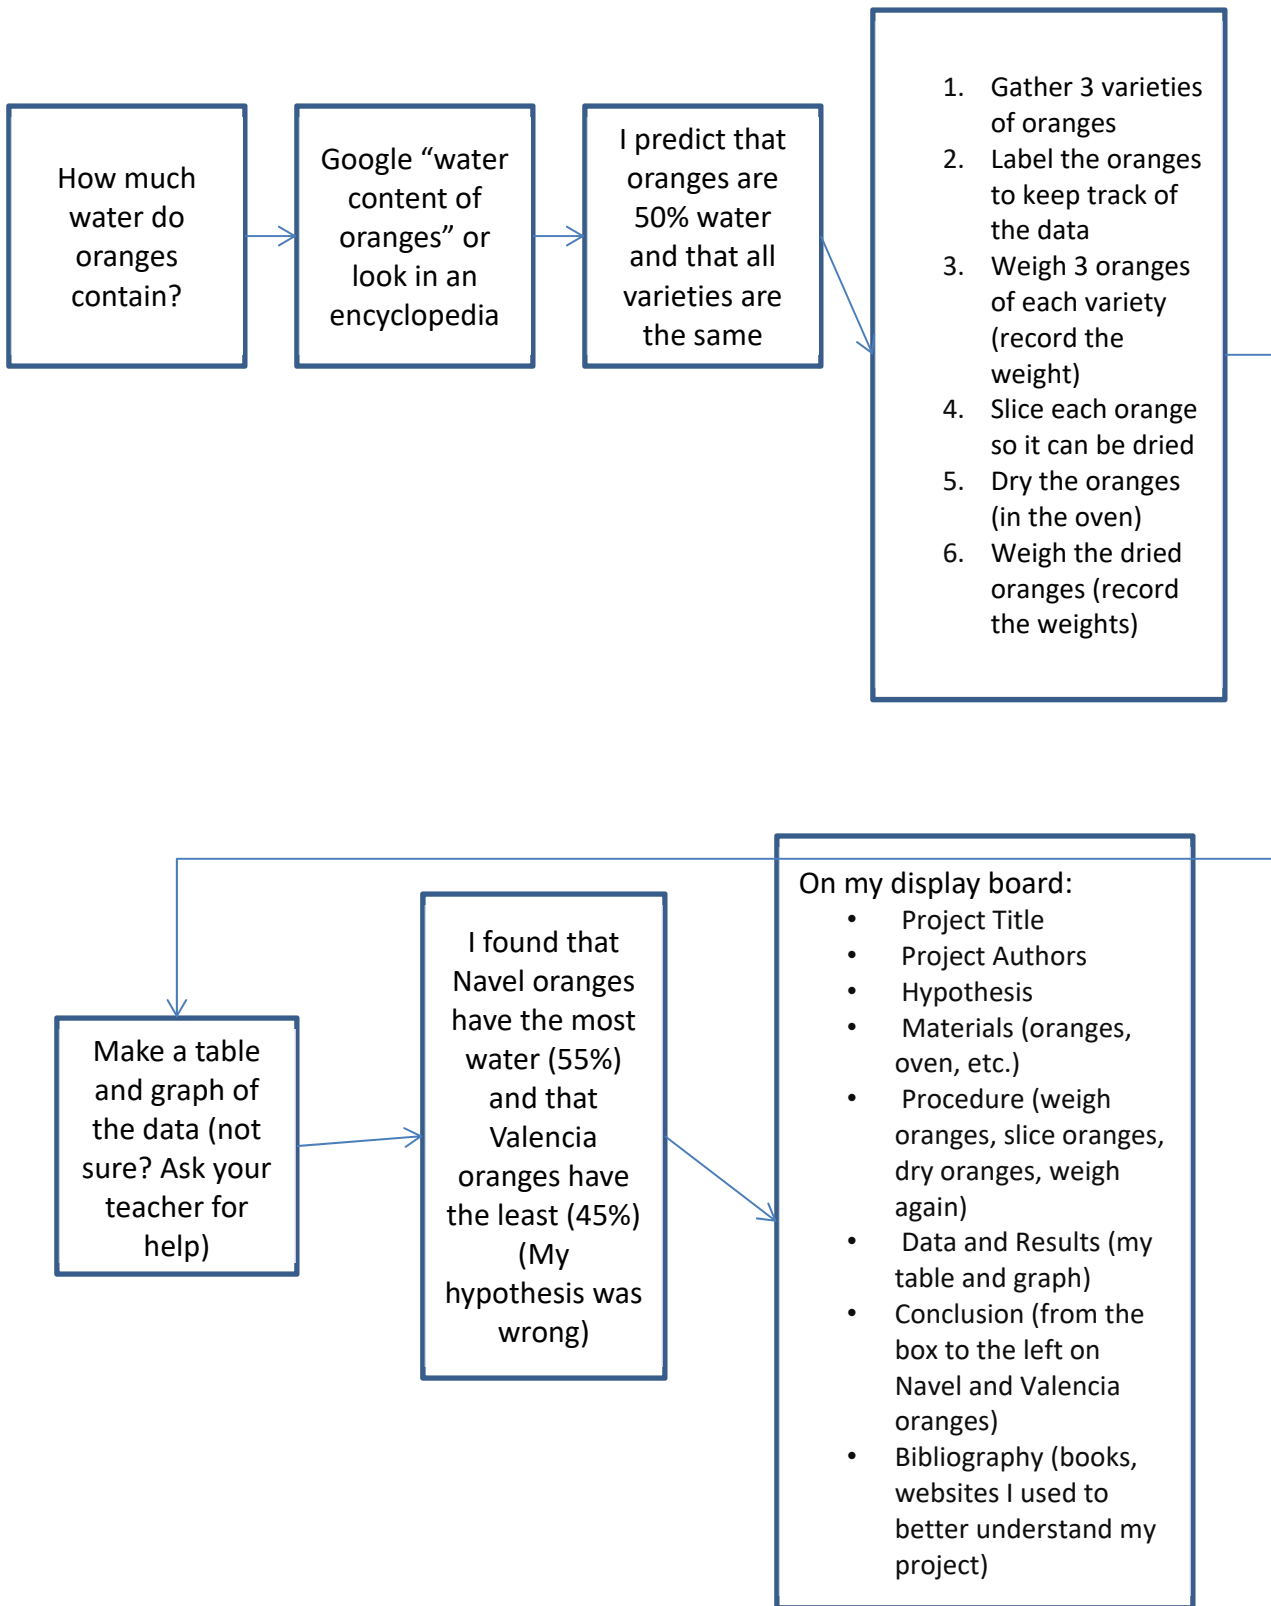 How much
water do
oranges
contain?
Google “water
content of
oranges” or
look in an
encyclopedia
I predict that
oranges are
50% water
and that all
varieties are
the same
1. Gather 3 varieties
of oranges
2. Label the oranges
to keep track of
the data
3. Weigh 3 oranges
of each variety
(record the
weight)
4. Slice each orange
so it can be dried
5. Dry the oranges
(in the oven)
6. Weigh the dried
oranges (record
the weights)
Make a table
and graph of
the data (not
sure? Ask your
teacher for
help)
I found that
Navel oranges
have the most
water (55%)
and that
Valencia
oranges have
the least (45%)
(My
hypothesis was
wrong)
On my display board:
• Project Title
• Project Authors
• Hypothesis
• Materials (oranges,
oven, etc.)
• Procedure (weigh
oranges, slice oranges,
dry oranges, weigh
again)
• Data and Results (my
table and graph)
• Conclusion (from the
box to the left on
Navel and Valencia
oranges)
• Bibliography (books,
websites I used to
better understand my
project)